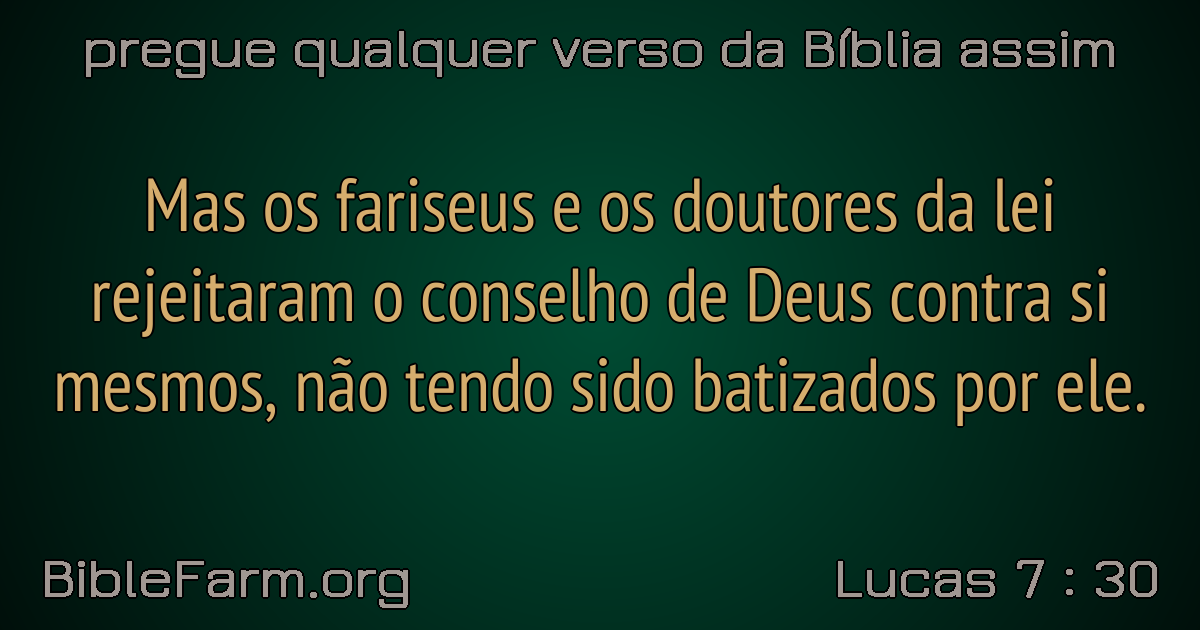 pregue qualquer verso da Bíblia assim
Mas os fariseus e os doutores da lei
rejeitaram o conselho de Deus contra si
mesmos, não tendo sido batizados por ele.
BibleFarm.org
Lucas 7 : 30